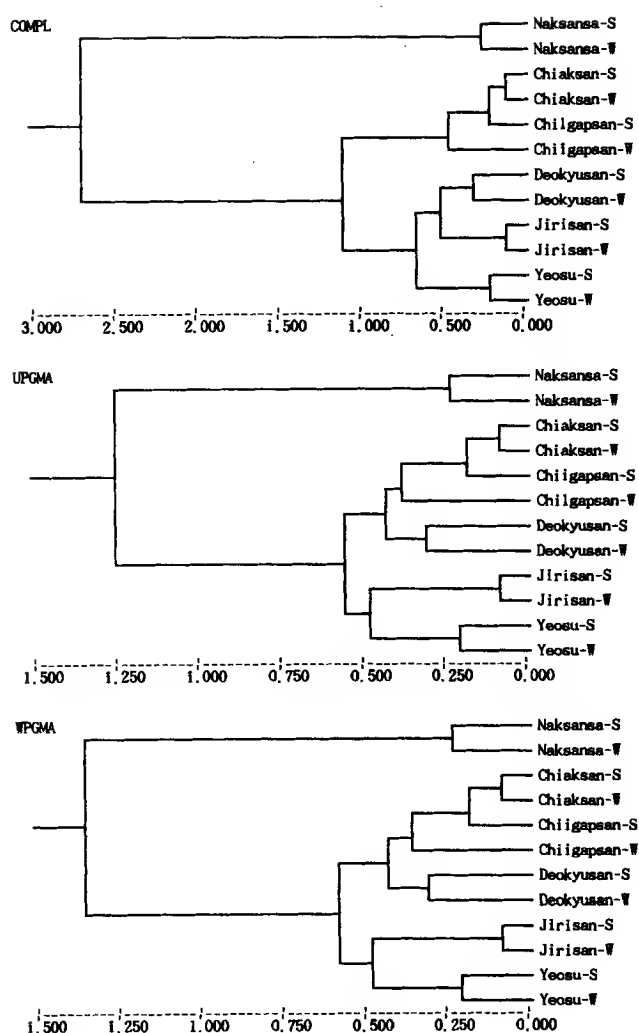 COMPL
Naksansa-S
Naksansa-W
Chiaksan-S
Chiaksan-W
Chilgapsan-S
Chiigapsan-W
Deokyusan-S
Deokyusan-W
Jirisan-S
Jirisan-W
Yeosu-S
Yeosu-W
3.000 2.500 2.000 1.500 1.000 0.500 0.000
UPGMA
Naksansa-S
Naksansa-W
Chiaksan-S
Chiaksan-W
Chiigapsan-S
Chilgapsan-W
Deokyusan-S
Deokyusan-W
Jirisan-S
Jirisan-W
Yeosu-S
Yeosu-W
1.500 1.250 1.000 0.750 0.500 0.250 0.000
WPGMA
Naksansa-S
Naksansa-W
Chiaksan-S
Chiaksan-W
Chiigapsan-S
Chiigapsan-W
Deokyusan-S
Deokyusan-W
Jirisan-S
Jirisan-W
Yeosu-S
Yeosu-W
1.500 1.250 1.000 0.750 0.500 0.250 0.000